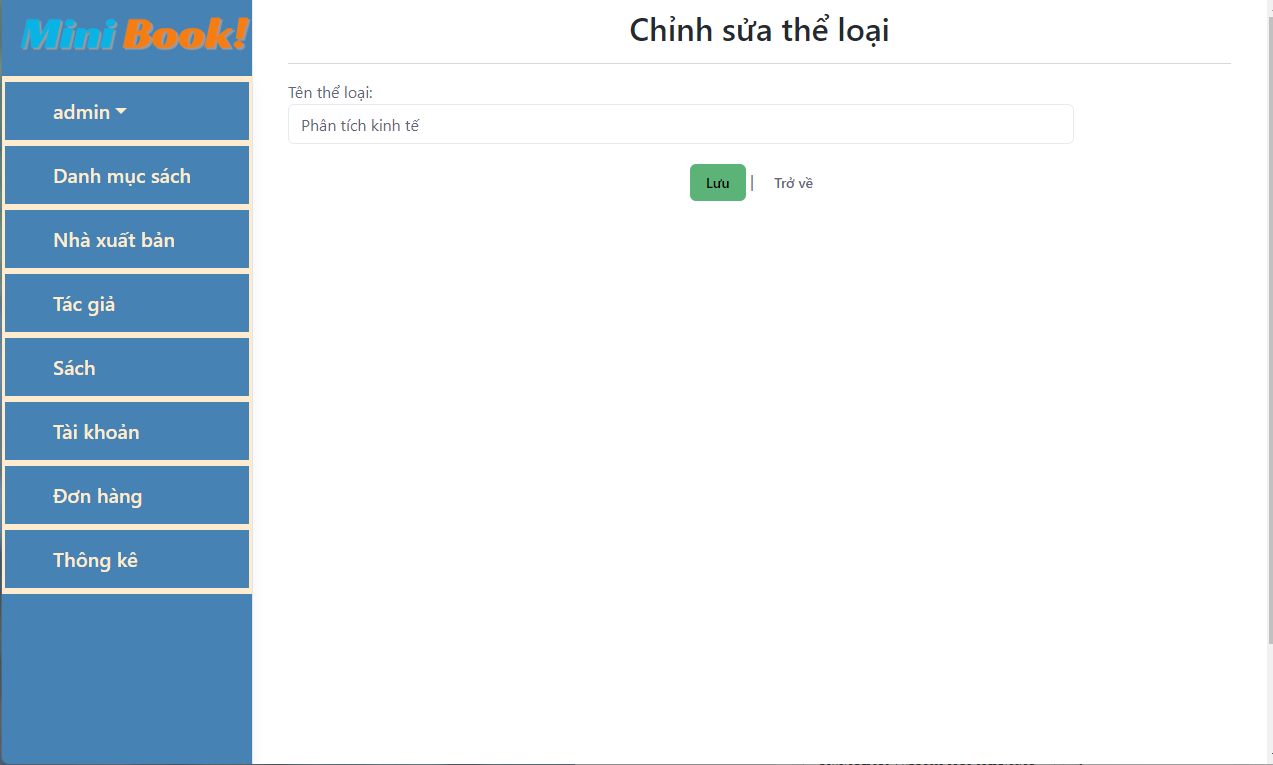 Mini Book!
admin
Danh mục sách
Nhà xuất bản
Tác giả
Sách
Tài khoản
Đơn hàng
Thông kê
Chỉnh sửa thể loại
Tên thể loại:
Phân tích kinh tế
Lưu | Trở về